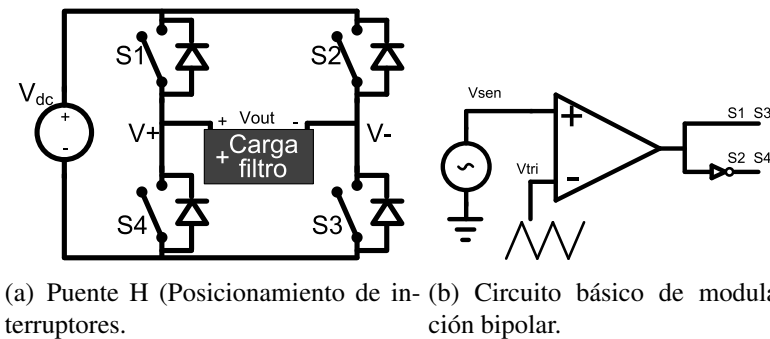 S1
S2
V_dc
+
-
V+
+ Vout -
V-
+ Carga
filtro
S4
S3
Vsen
+
~
Vtri
-
S1 S3
S2 S4
(a) Puente H (Posicionamiento de in-
terruptores.
(b) Circuito básico de modula
ción bipolar.